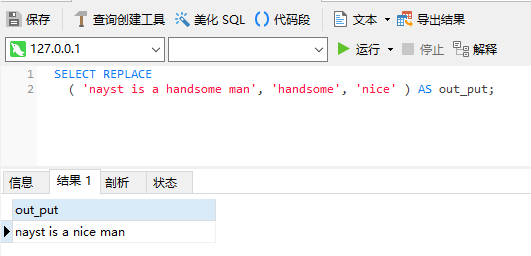 保存 查询创建工具 美化 SQL () 代码段 文本 导出结果
127.0.0.1 运行 停止 解释
1 SELECT REPLACE
2 ( 'nayst is a handsome man', 'handsome', 'nice' ) AS out_put;
信息 结果 1 剖析 状态
out_put
nayst is a nice man